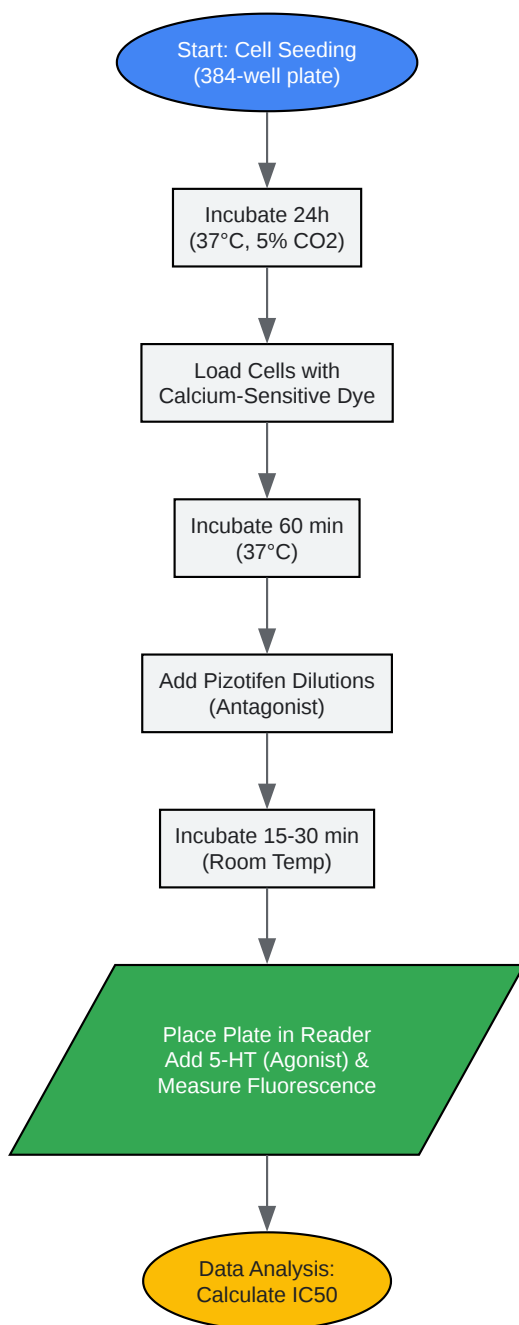 Start: Cell Seeding
(384-well plate)
Incubate 24h
(37°C, 5% CO2)
Load Cells with
Calcium-Sensitive Dye
Incubate 60 min
(37°C)
Add Pizotifen Dilutions
(Antagonist)
Incubate 15-30 min
(Room Temp)
Place Plate in Reader
Add 5-HT (Agonist) &
Measure Fluorescence
Data Analysis:
Calculate IC50